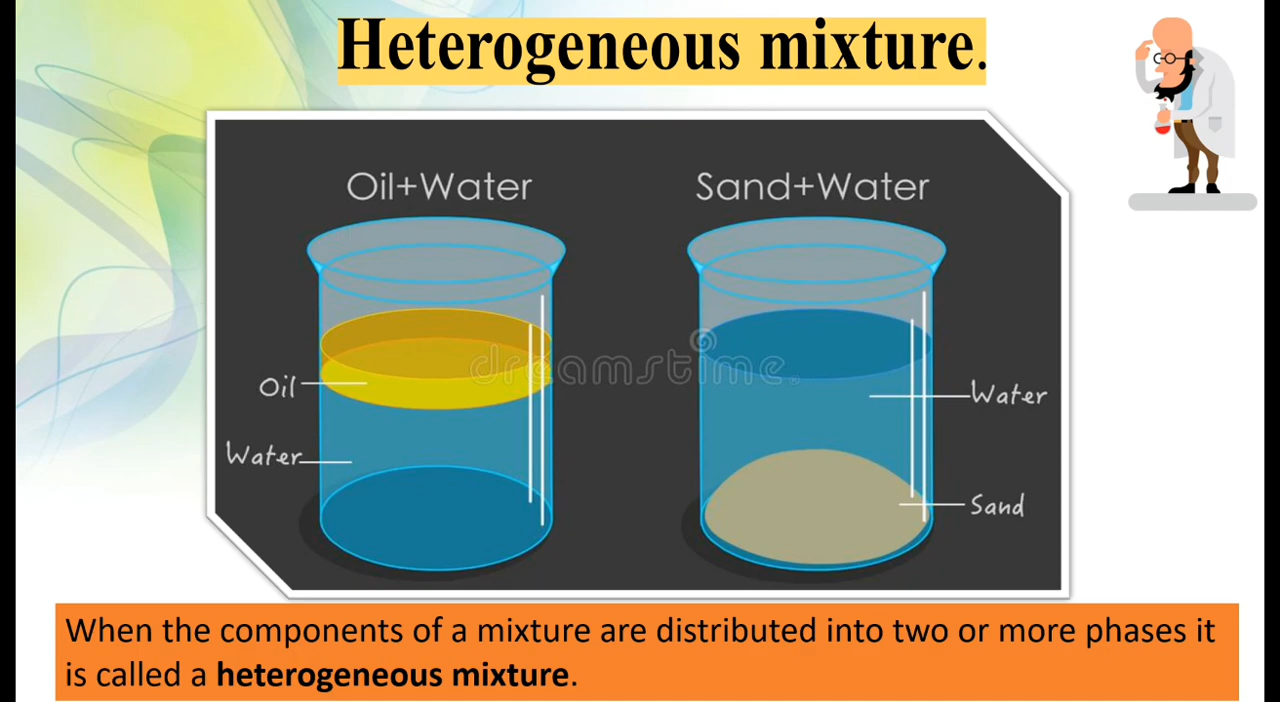 Heterogeneous mixture.
Oil+Water
Sand+Water
Oil
Water
dreamstime.
Water
Sand
When the components of a mixture are distributed into two or more phases it
is called a heterogeneous mixture.